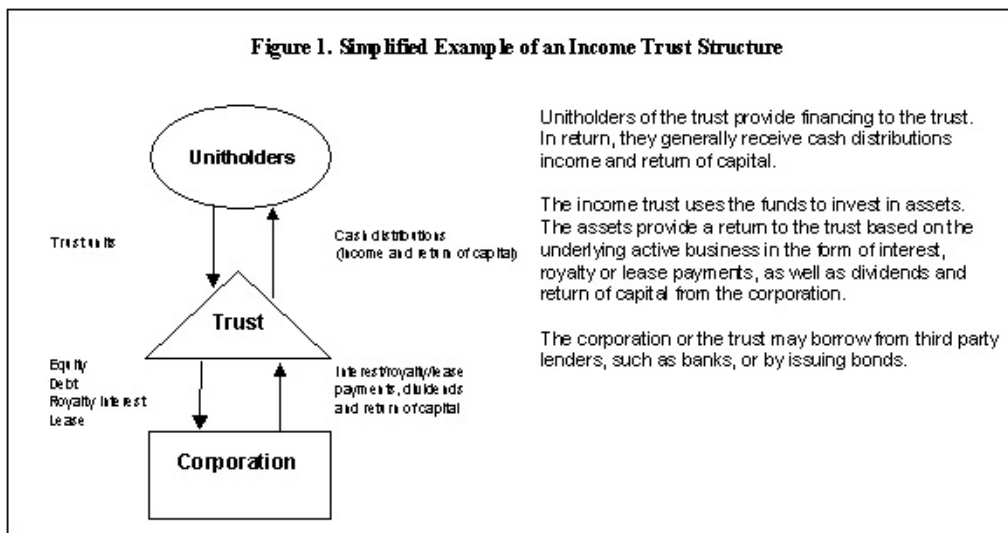 Figure 1. Simplified Example of an Income Trust Structure
Unitholders
Trust units
Cash distributions
(Income and return of capital)
Trust
Equity
Debt
Royalty Interest
Lease
Interest/royalty/lease
payments, dividends
and return of capital
Corporation
Unitholders of the trust provide financing to the trust.
In return, they generally receive cash distributions
income and return of capital.
The income trust uses the funds to invest in assets.
The assets provide a return to the trust based on the
underlying active business in the form of interest,
royalty or lease payments, as well as dividends and
return of capital from the corporation.
The corporation or the trust may borrow from third party
lenders, such as banks, or by issuing bonds.